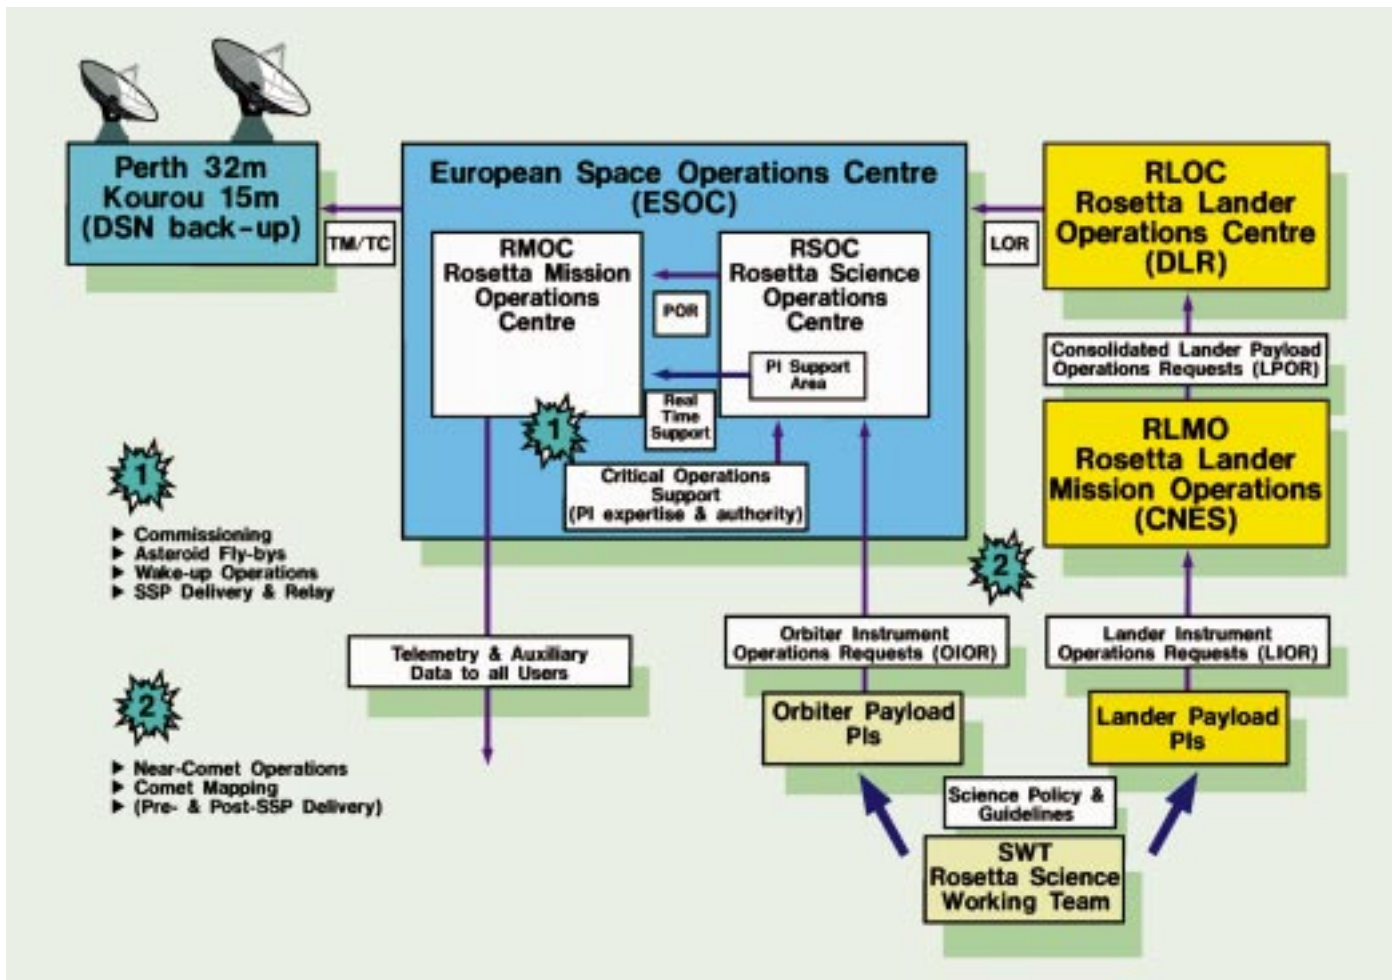 Perth 32m
Kourou 15m
(DSN back-up)
TM/TC
European Space Operations Centre
(ESOC)
RMOC
Rosetta Mission
Operations
Centre
POR
RSOC
Rosetta Science
Operations
Centre
PI Support
Area
Real
Time
Support
1
Critical Operations
Support
(PI expertise & authority)
LOR
RLOC
Rosetta Lander
Operations Centre
(DLR)
Consolidated Lander Payload
Operations Requests (LPOR)
RLMO
Rosetta Lander
Mission Operations
(CNES)
1
▶ Commissioning
▶ Asteroid Fly-bys
▶ Wake-up Operations
▶ SSP Delivery & Relay
2
Telemetry & Auxiliary
Data to all Users
Orbiter Instrument
Operations Requests (OIOR)
Lander Instrument
Operations Requests (LIOR)
2
▶ Near-Comet Operations
▶ Comet Mapping
▶ (Pre- & Post-SSP Delivery)
Orbiter Payload
PIs
Lander Payload
PIs
Science Policy &
Guidelines
SWT
Rosetta Science
Working Team